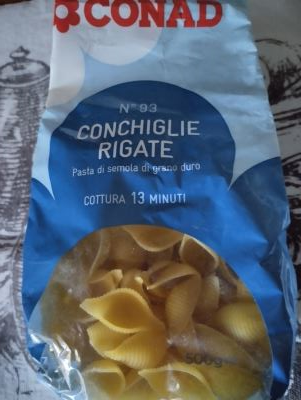 CONAD
N° 93
CONCHIGLIE
RIGATE
Pasta di semola di grano duro
COTTURA 13 MINUTI
500g